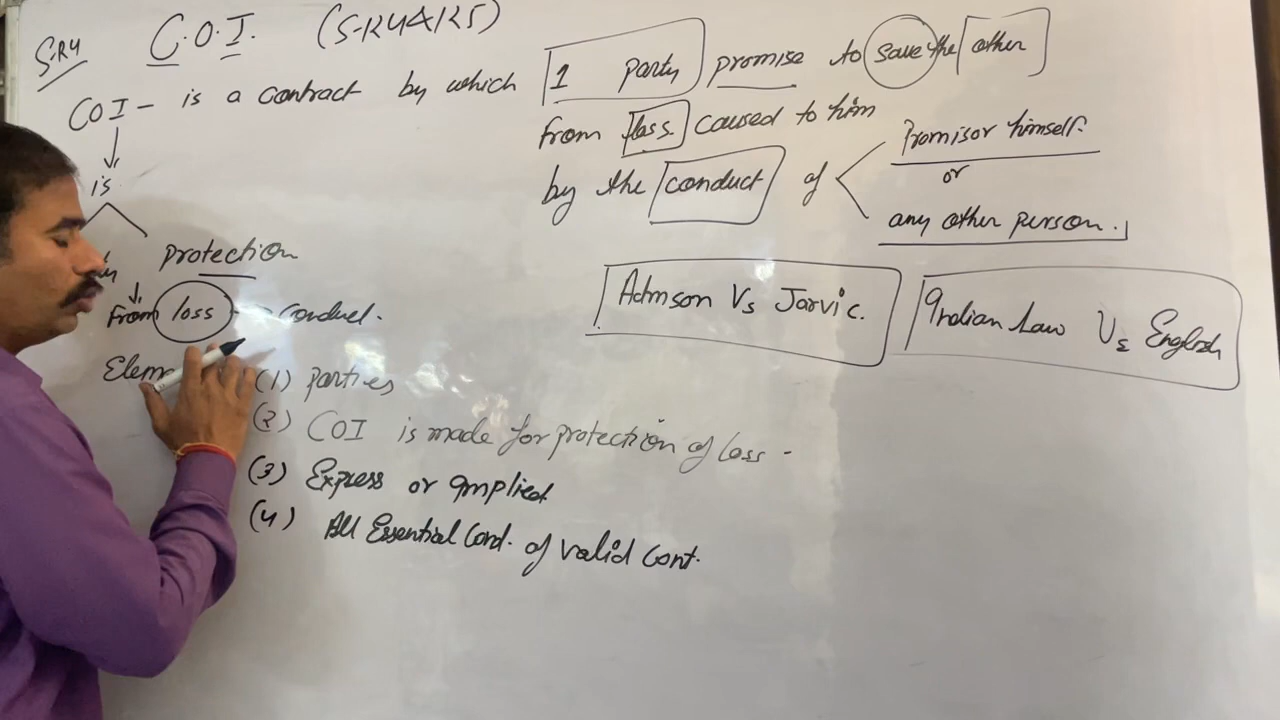 S-R4
C.O.I. (S-R4&125)
COI - is a contract by which 1 party promise to save the other
from loss caused to him
by the conduct of
Promisor himself.
or
any other person.
is
Protection
from loss - Conduct.
Admson Vs Jarvic.
Indian Law Vs English
Elem
(1) Parties
(2) COI is made for protection of loss -
(3) Express or Implied
(4) All Essential Cond. of Valid Cont.